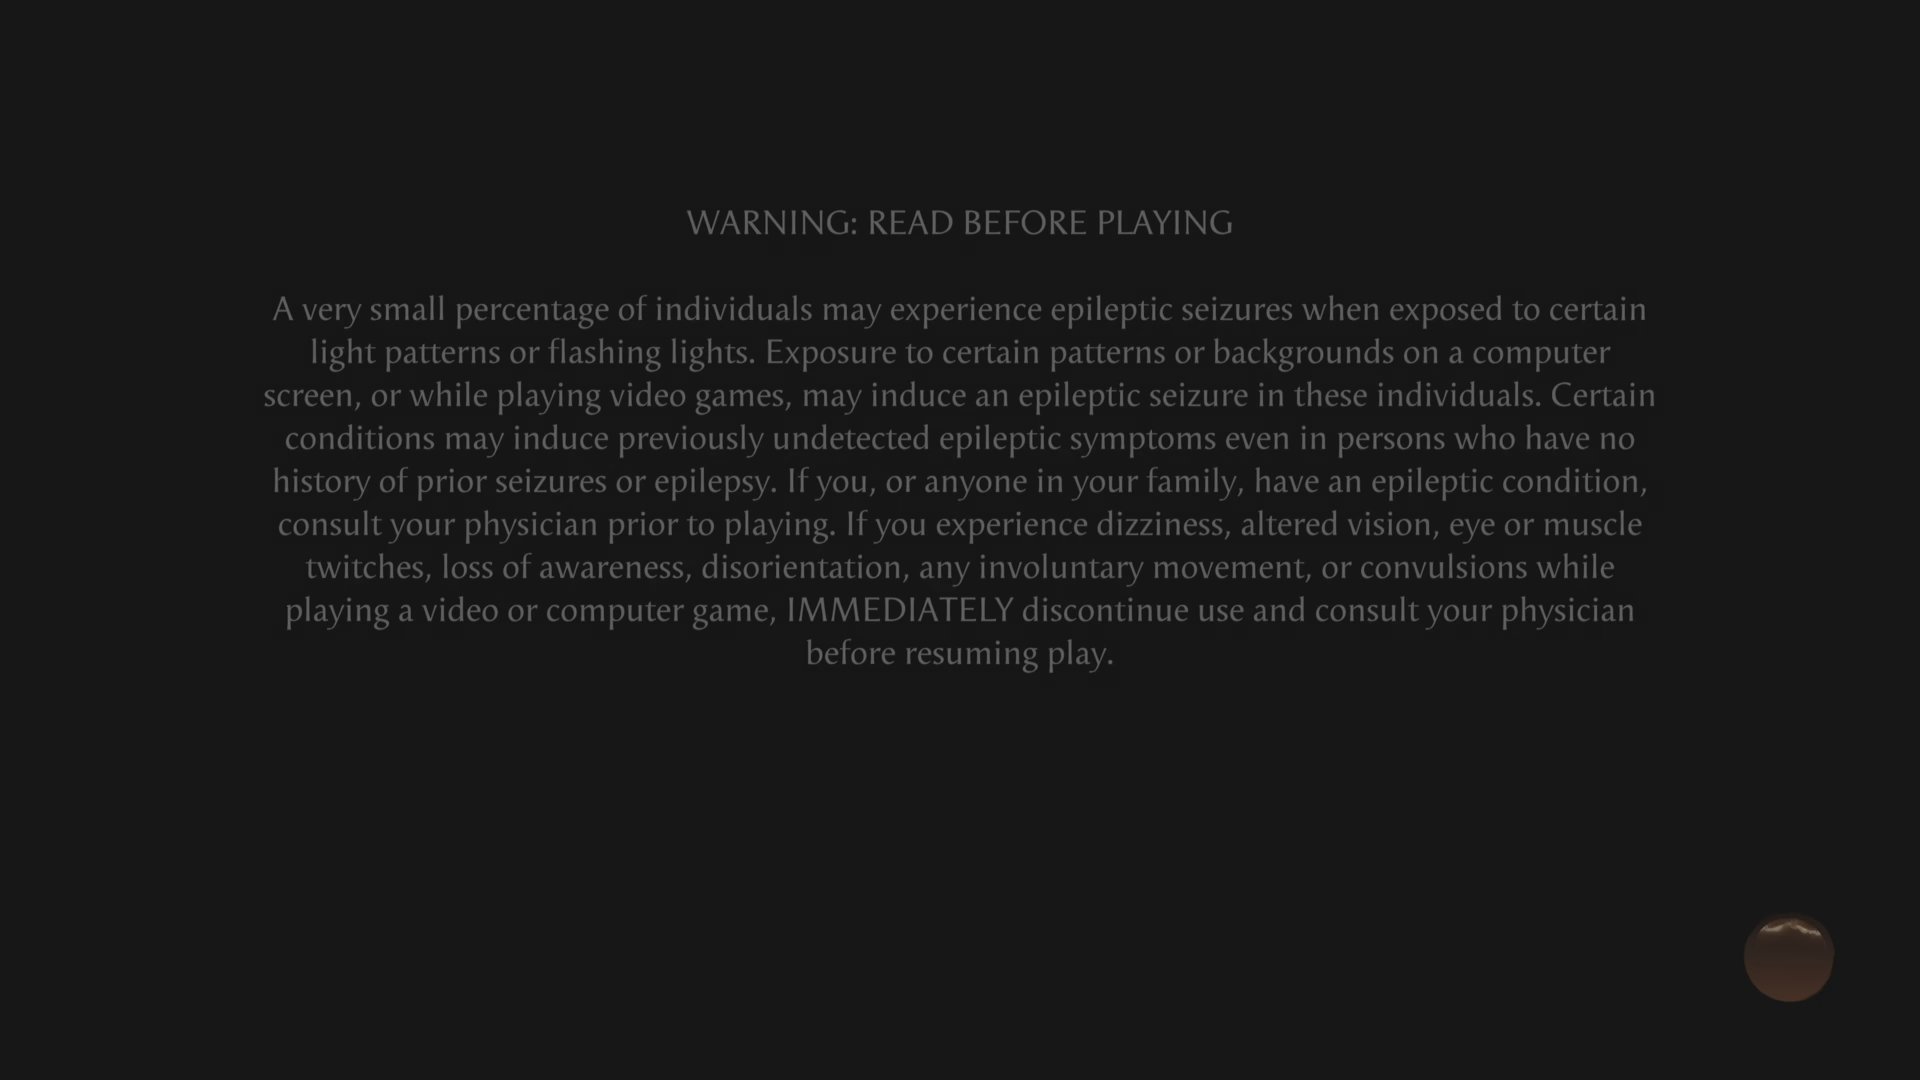 WARNING: READ BEFORE PLAYING
A very small percentage of individuals may experience epileptic seizures when exposed to certain
light patterns or flashing lights. Exposure to certain patterns or backgrounds on a computer
screen, or while playing video games, may induce an epileptic seizure in these individuals. Certain
conditions may induce previously undetected epileptic symptoms even in persons who have no
history of prior seizures or epilepsy. If you, or anyone in your family, have an epileptic condition,
consult your physician prior to playing. If you experience dizziness, altered vision, eye or muscle
twitches, loss of awareness, disorientation, any involuntary movement, or convulsions while
playing a video or computer game, IMMEDIATELY discontinue use and consult your physician
before resuming play.